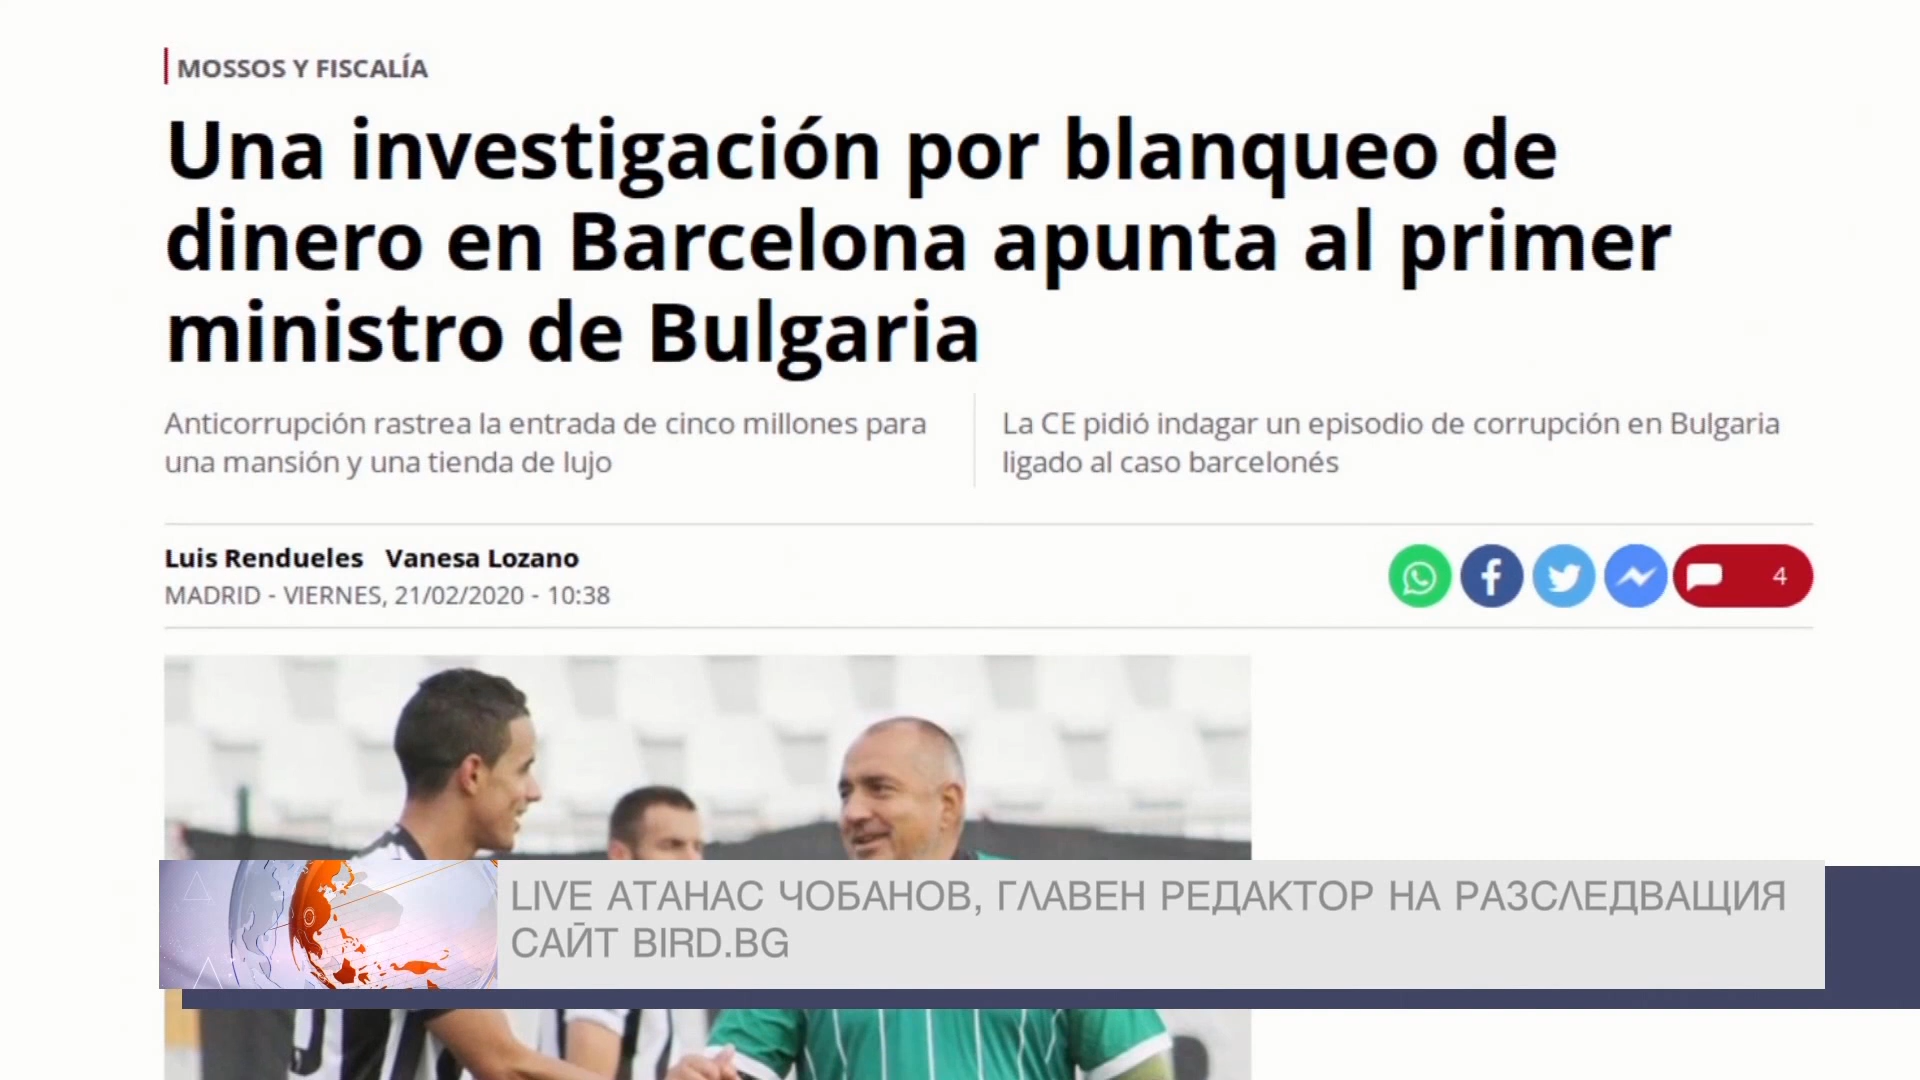 MOSSOS Y FISCALÍA
Una investigación por blanqueo de
dinero en Barcelona apunta al primer
ministro de Bulgaria
Anticorrupción rastrea la entrada de cinco millones para
una mansión y una tienda de lujo
La CE pidió indagar un episodio de corrupción en Bulgaria
ligado al caso barcelonés
Luis Rendueles Vanesa Lozano
MADRID - VIERNES, 21/02/2020 - 10:38
4
LIVE АТАНАС ЧОБАНОВ, ГЛАВЕН РЕДАКТОР НА РАЗСЛЕДВАЩИЯ
САЙТ BIRD.BG